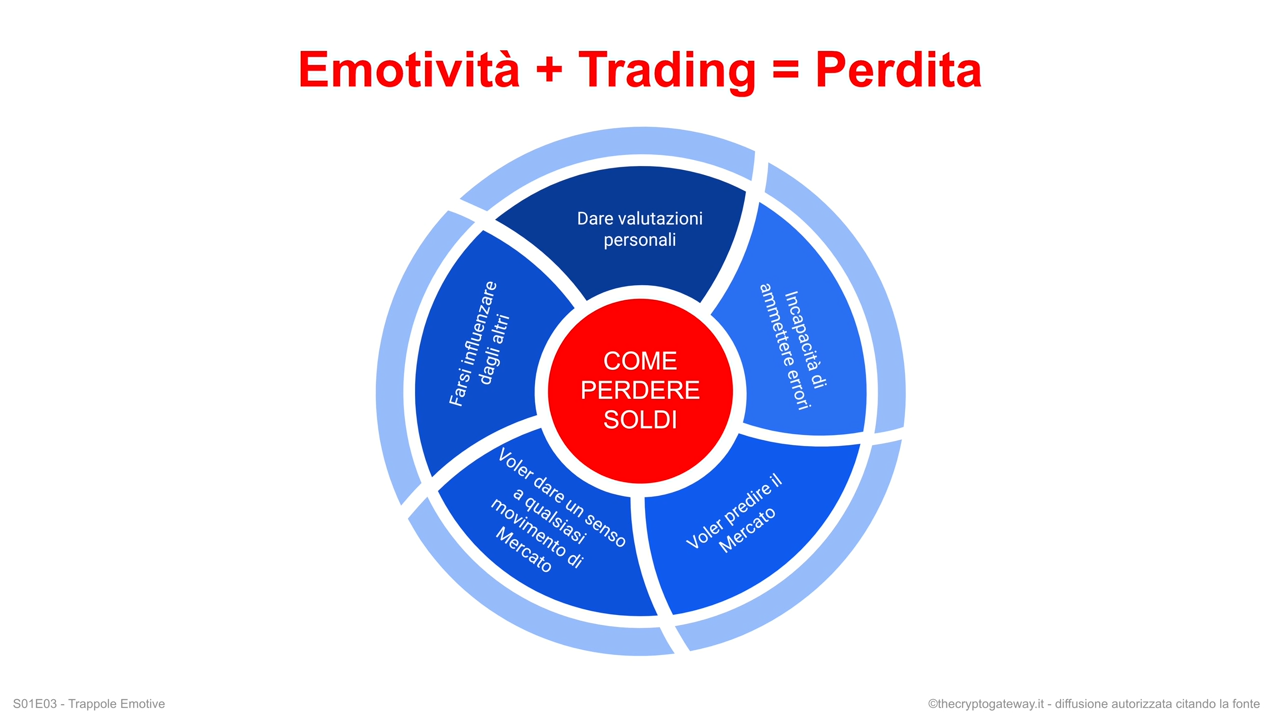 Emotività + Trading = Perdita
Dare valutazioni
personali
Incapacità di
ammettere errori
Voler predire il
Mercato
Voler dare un senso
a qualsiasi
movimento di
Mercato
Farsi influenzare
dagli altri
COME
PERDERE
SOLDI
S01E03 - Trappole Emotive
©thecryptogateway.it - diffusione autorizzata citando la fonte